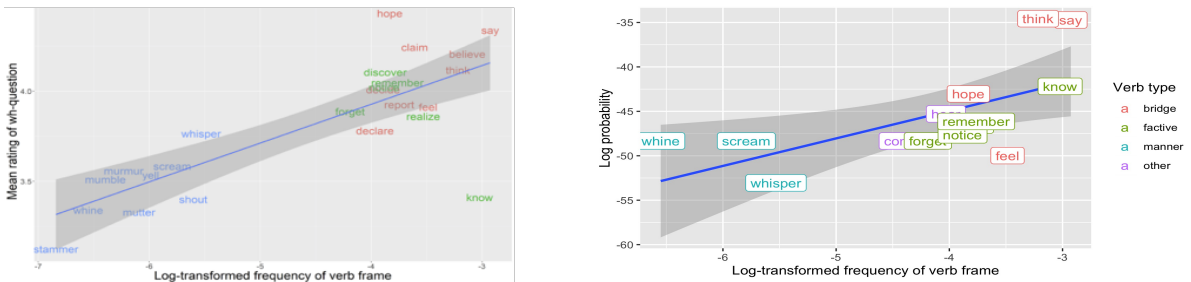 Mean rating of wh-question
4.0
3.5
hope
say
claim
believe
think
discover
remember
decide
report
feel
forget
realize
declare
whisper
scream
murmur
yell
mumble
shout
know
whine
mutter
stammer
-7
-6
-5
-4
-3
Log-transformed frequency of verb frame
Log probability
-35
-40
-45
-50
-55
-60
think
say
know
hope
remember
notice
forget
feel
whine
scream
whisper
-6
-5
-4
-3
Log-transformed frequency of verb frame
Verb type
a bridge
a factive
a manner
a other